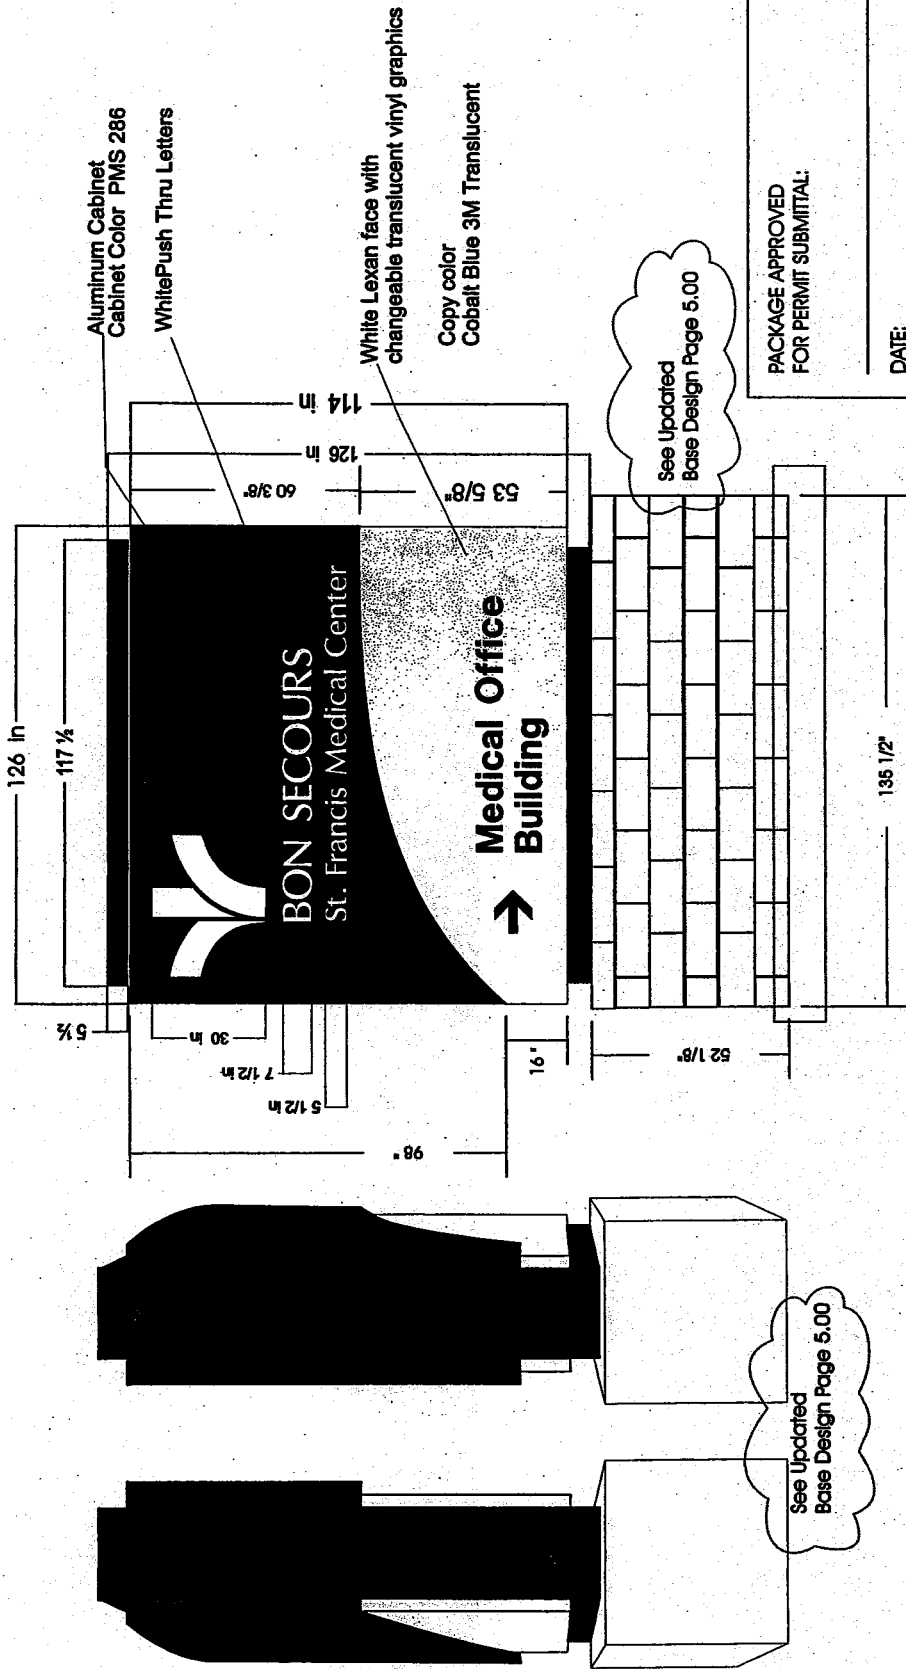 126 in
117 ½
5 ½
30 in
7 1/2 in
5 1/2 in
98"
16"
52 1/8"
BON SECOURS
St. Francis Medical Center
→ Medical Office
Building
60 3/8"
53 5/8"
126 in
114 in
135 1/2"
Aluminum Cabinet
Cabinet Color PMS 286
WhitePush Thru Letters
White Lexan face with
changeable translucent vinyl graphics
Copy color
Cobalt Blue 3M Translucent
See Updated
Base Design Page 5.00
See Updated
Base Design Page 5.00
PACKAGE APPROVED
FOR PERMIT SUBMITTAL:
DATE: